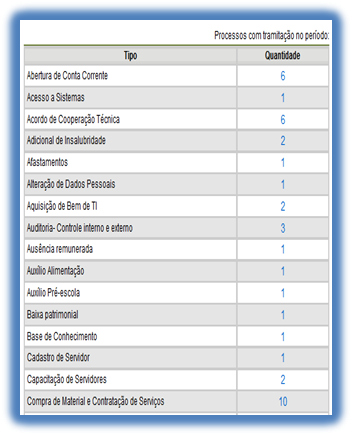 Processos com tramitação no período:
Tipo Quantidade
Abertura de Conta Corrente 6
Acesso a Sistemas 1
Acordo de Cooperação Técnica 6
Adicional de Insalubridade 2
Afastamentos 1
Alteração de Dados Pessoais 1
Aquisição de Bem de TI 2
Auditoria- Controle interno e externo 3
Ausência remunerada 1
Auxílio Alimentação 1
Auxílio Pré-escola 1
Baixa patrimonial 1
Base de Conhecimento 1
Cadastro de Servidor 1
Capacitação de Servidores 2
Compra de Material e Contratação de Serviços 10